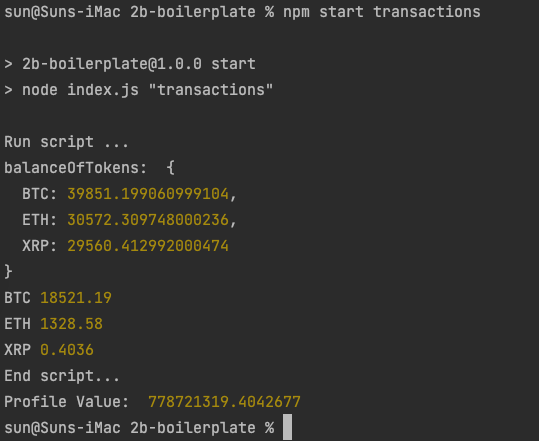 sun@Suns-iMac 2b-boilerplate % npm start transactions
> 2b-boilerplate@1.0.0 start
> node index.js "transactions"
Run script ...
balanceOfTokens:  {
  BTC: 39851.199060999104,
  ETH: 30572.309748000236,
  XRP: 29560.412992000474
}
BTC 18521.19
ETH 1328.58
XRP 0.4036
End script...
Profile Value:  778721319.4042677
sun@Suns-iMac 2b-boilerplate %